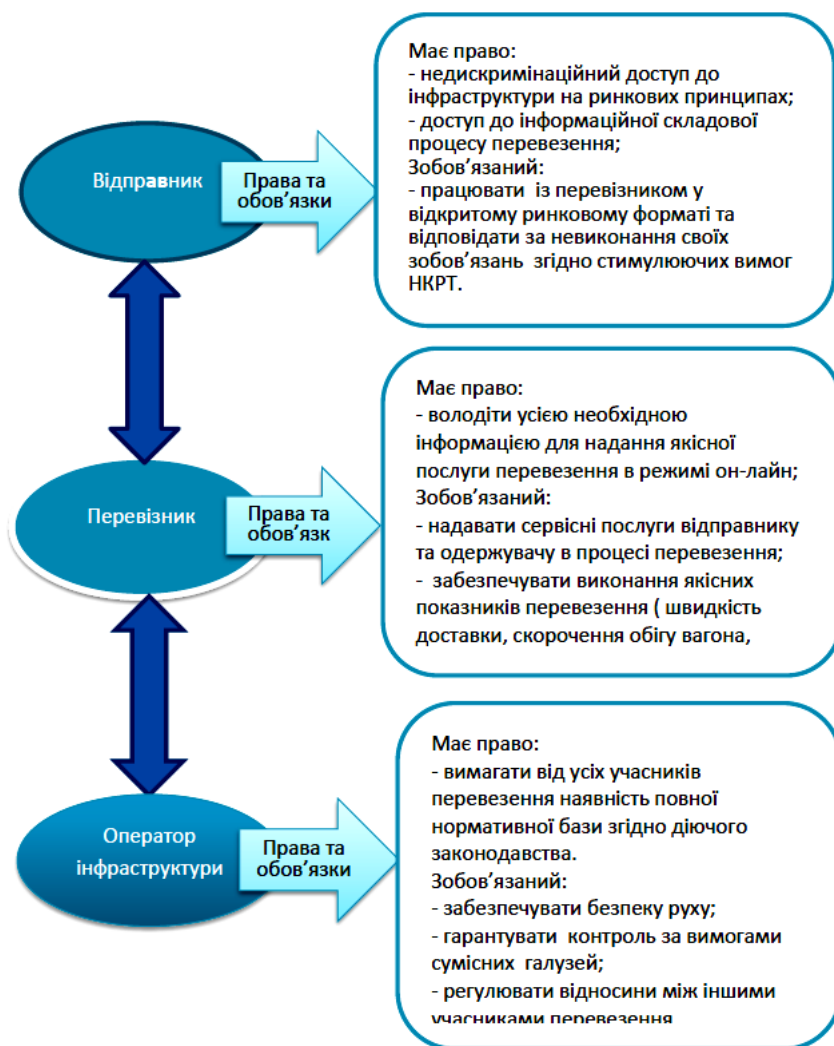 Відправник
Права та
обов’язки
Має право:
- недискримінаційний доступ до
інфраструктури на ринкових принципах;
- доступ до інформаційної складової
процесу перевезення;
Зобов’язаний:
- працювати із перевізником у
відкритому ринковому форматі та
відповідати за невиконання своїх
зобов’язань згідно стимулюючих вимог
НКРТ.
Перевізник
Права та
обов’язк
Має право:
- володіти усією необхідною
інформацією для надання якісної
послуги перевезення в режимі он-лайн;
Зобов’язаний:
- надавати сервісні послуги відправнику
та одержувачу в процесі перевезення;
- забезпечувати виконання якісних
показників перевезення ( швидкість
доставки, скорочення обігу вагона,
Оператор
інфраструктури
Права та
обов’язки
Має право:
- вимагати від усіх учасників
перевезення наявність повної
нормативної бази згідно діючого
законодавства.
Зобов’язаний:
- забезпечувати безпеку руху;
- гарантувати контроль за вимогами
сумісних галузей;
- регулювати відносини між іншими
учасниками перевезення